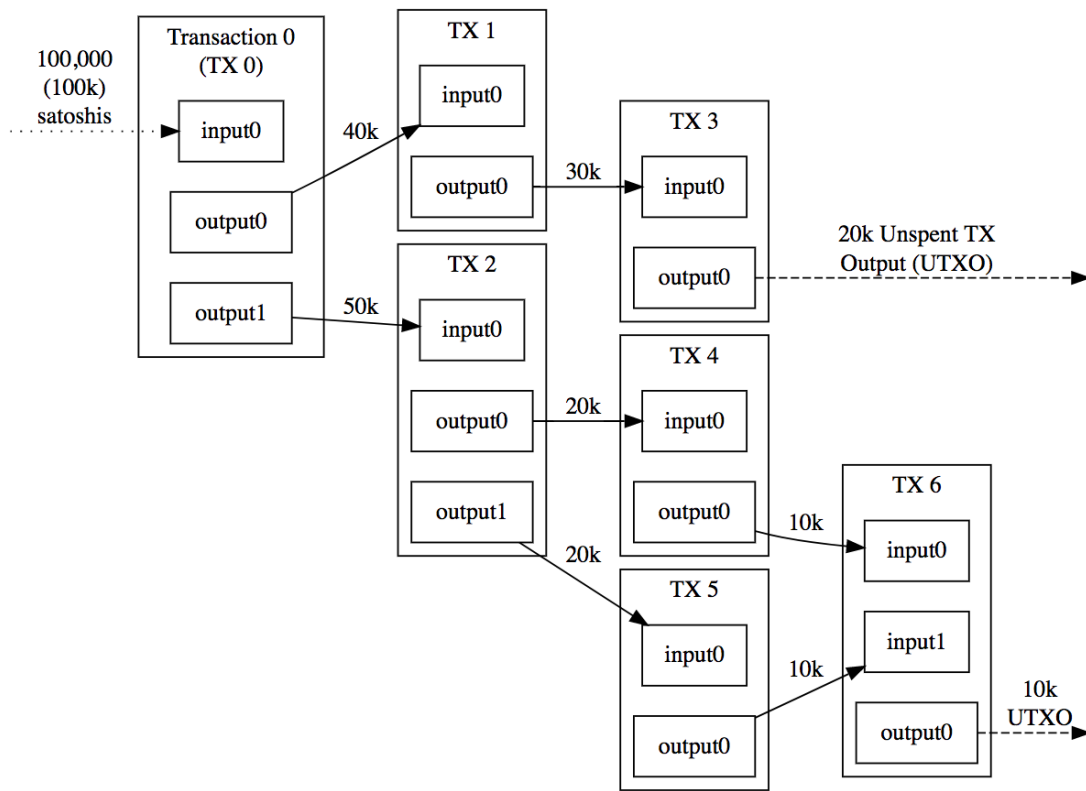 100,000
(100k)
satoshis
Transaction 0
(TX 0)
input0
output0
output1
40k
50k
TX 1
input0
output0
30k
TX 2
input0
output0
output1
20k
20k
TX 3
input0
output0
20k Unspent TX
Output (UTXO)
TX 4
input0
output0
10k
TX 5
input0
output0
10k
TX 6
input0
input1
output0
10k
UTXO